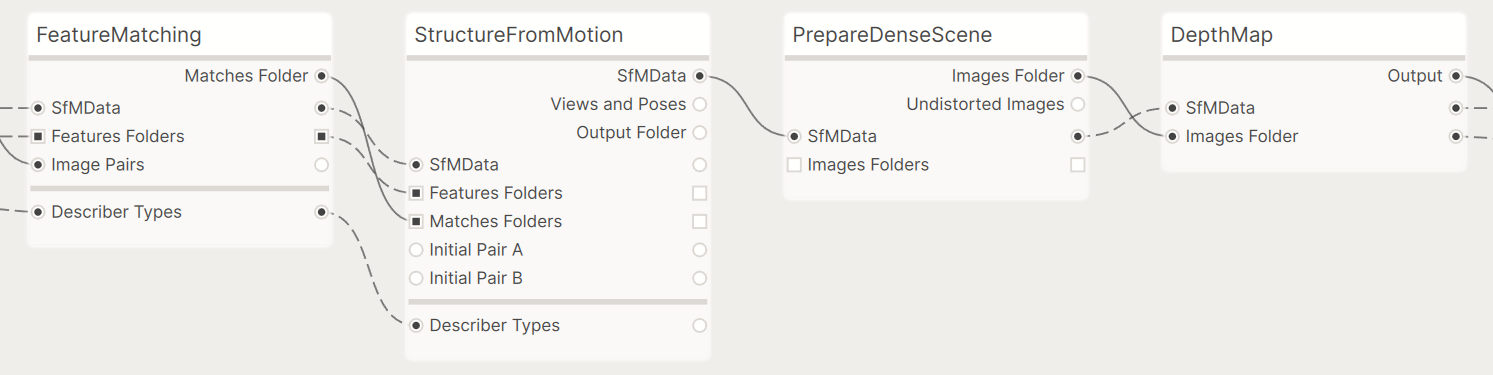 FeatureMatching
Matches Folder
SfMData
Features Folders
Image Pairs
Describer Types
StructureFromMotion
SfMData
Views and Poses
Output Folder
SfMData
Features Folders
Matches Folders
Initial Pair A
Initial Pair B
Describer Types
PrepareDenseScene
Images Folder
Undistorted Images
SfMData
Images Folders
DepthMap
Output
SfMData
Images Folder